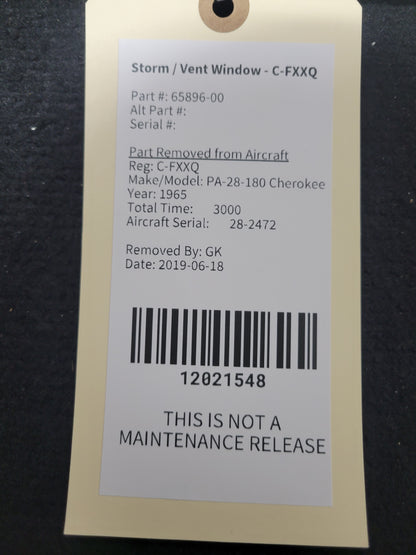 Storm / Vent Window - C-FXXQ
Part #: 65896-00
Alt Part #:
Serial #:
Part Removed from Aircraft
Reg: C-FXXQ
Make/Model: PA-28-180 Cherokee
Year: 1965
Total Time: 3000
Aircraft Serial: 28-2472
Removed By: GK
Date: 2019-06-18
12021548
THIS IS NOT A
MAINTENANCE RELEASE